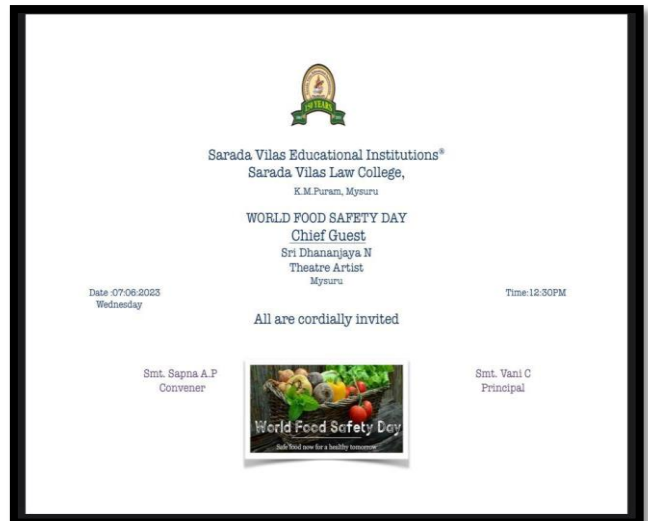 150 YEARS
Sarada Vilas Educational Institutions®
Sarada Vilas Law College,
K.M.Puram, Mysuru
WORLD FOOD SAFETY DAY
Chief Guest
Sri Dhananjaya N
Theatre Artist
Mysuru
Date :07:06:2023
Wednesday
Time:12:30PM
All are cordially invited
Smt. Sapna A.P
Convener
Smt. Vani C
Principal
World Food Safety Day
Safe food now for a healthy tomorrow